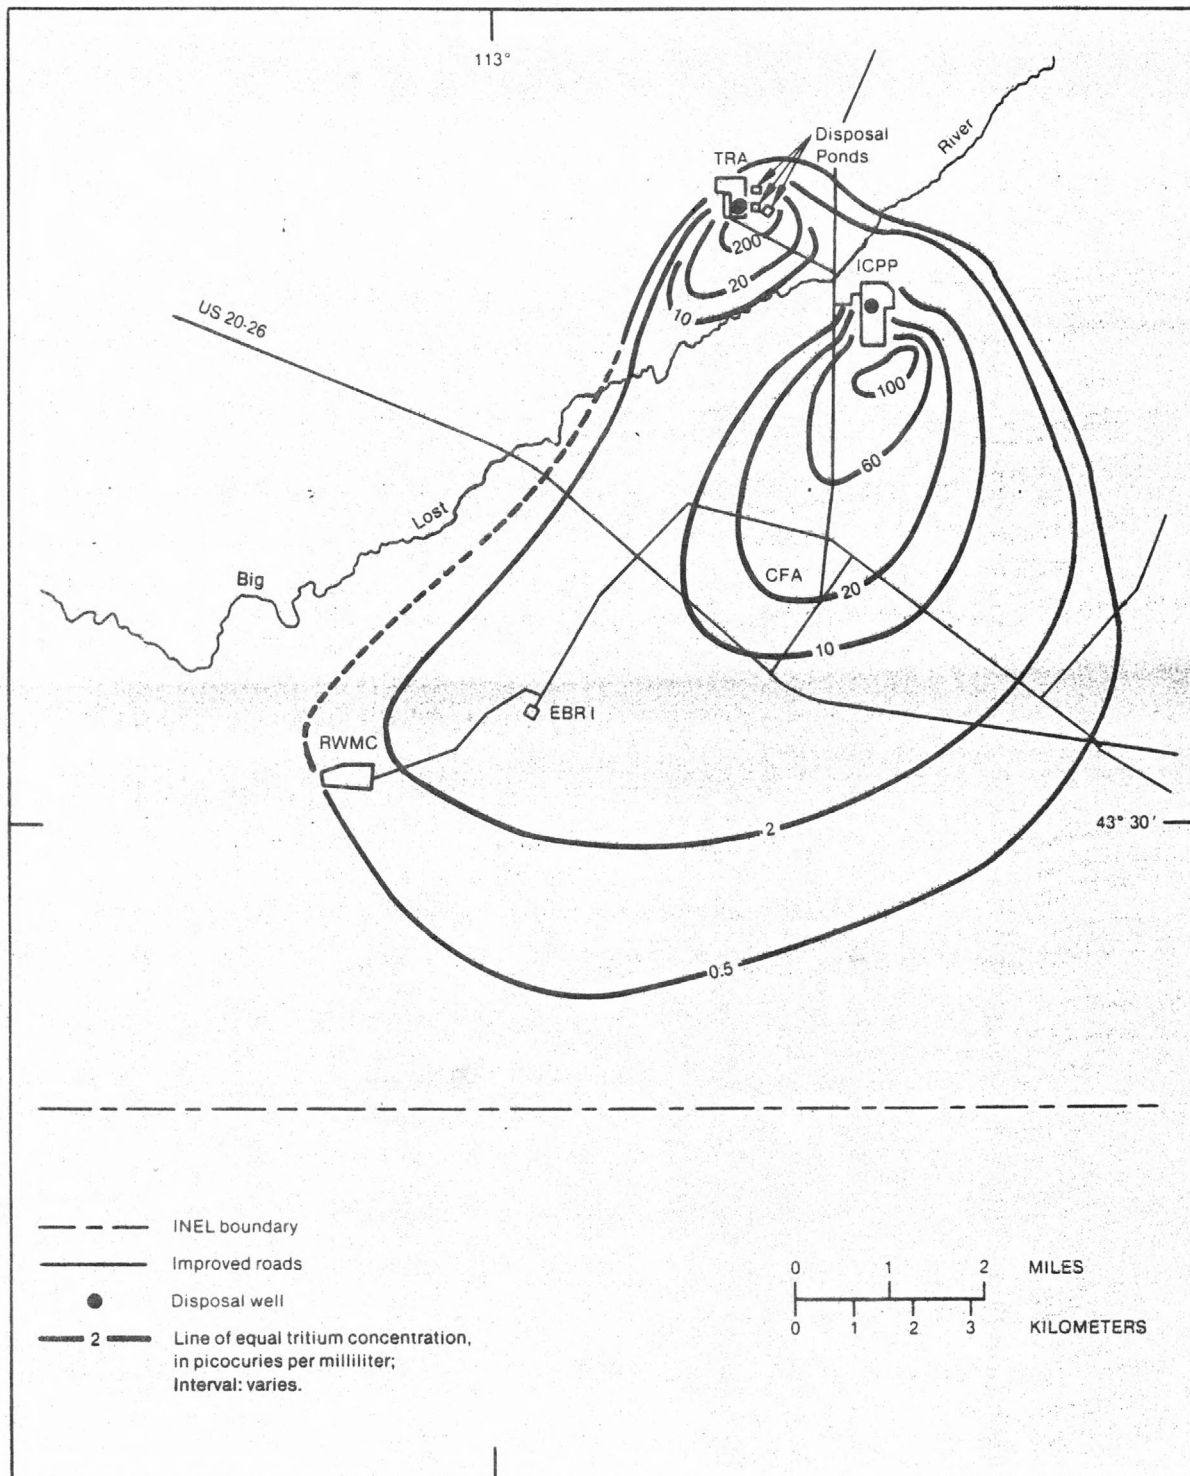 113°
Disposal
Ponds
River
TRA
200
ICPP
20
10
US 20-26
100
60
Lost
CFA
20
Big
10
EBR I
RWMC
2
43° 30′
0.5
INEL boundary
Improved roads
Disposal well
2 Line of equal tritium concentration,
in picocuries per milliliter;
Interval: varies.
0 1 2 MILES
0 1 2 3 KILOMETERS